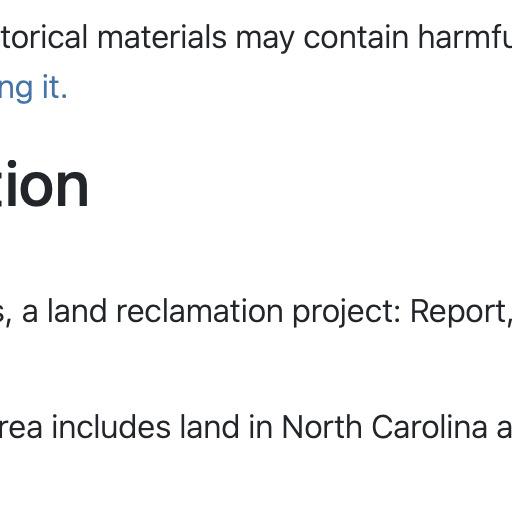 torical materials may contain harmfu
ng it.
tion
s, a land reclamation project: Report,
rea includes land in North Carolina a